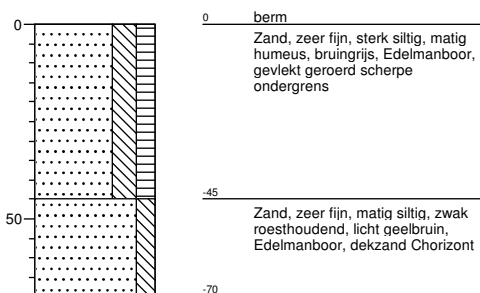 0
0 berm
Zand, zeer fijn, sterk siltig, matig
humeus, bruingrijs, Edelmanboor,
gevlekt geroerd scherpe
ondergrens
-45
50
Zand, zeer fijn, matig siltig, zwak
roesthoudend, licht geelbruin,
Edelmanboor, dekzand Chorizont
-70